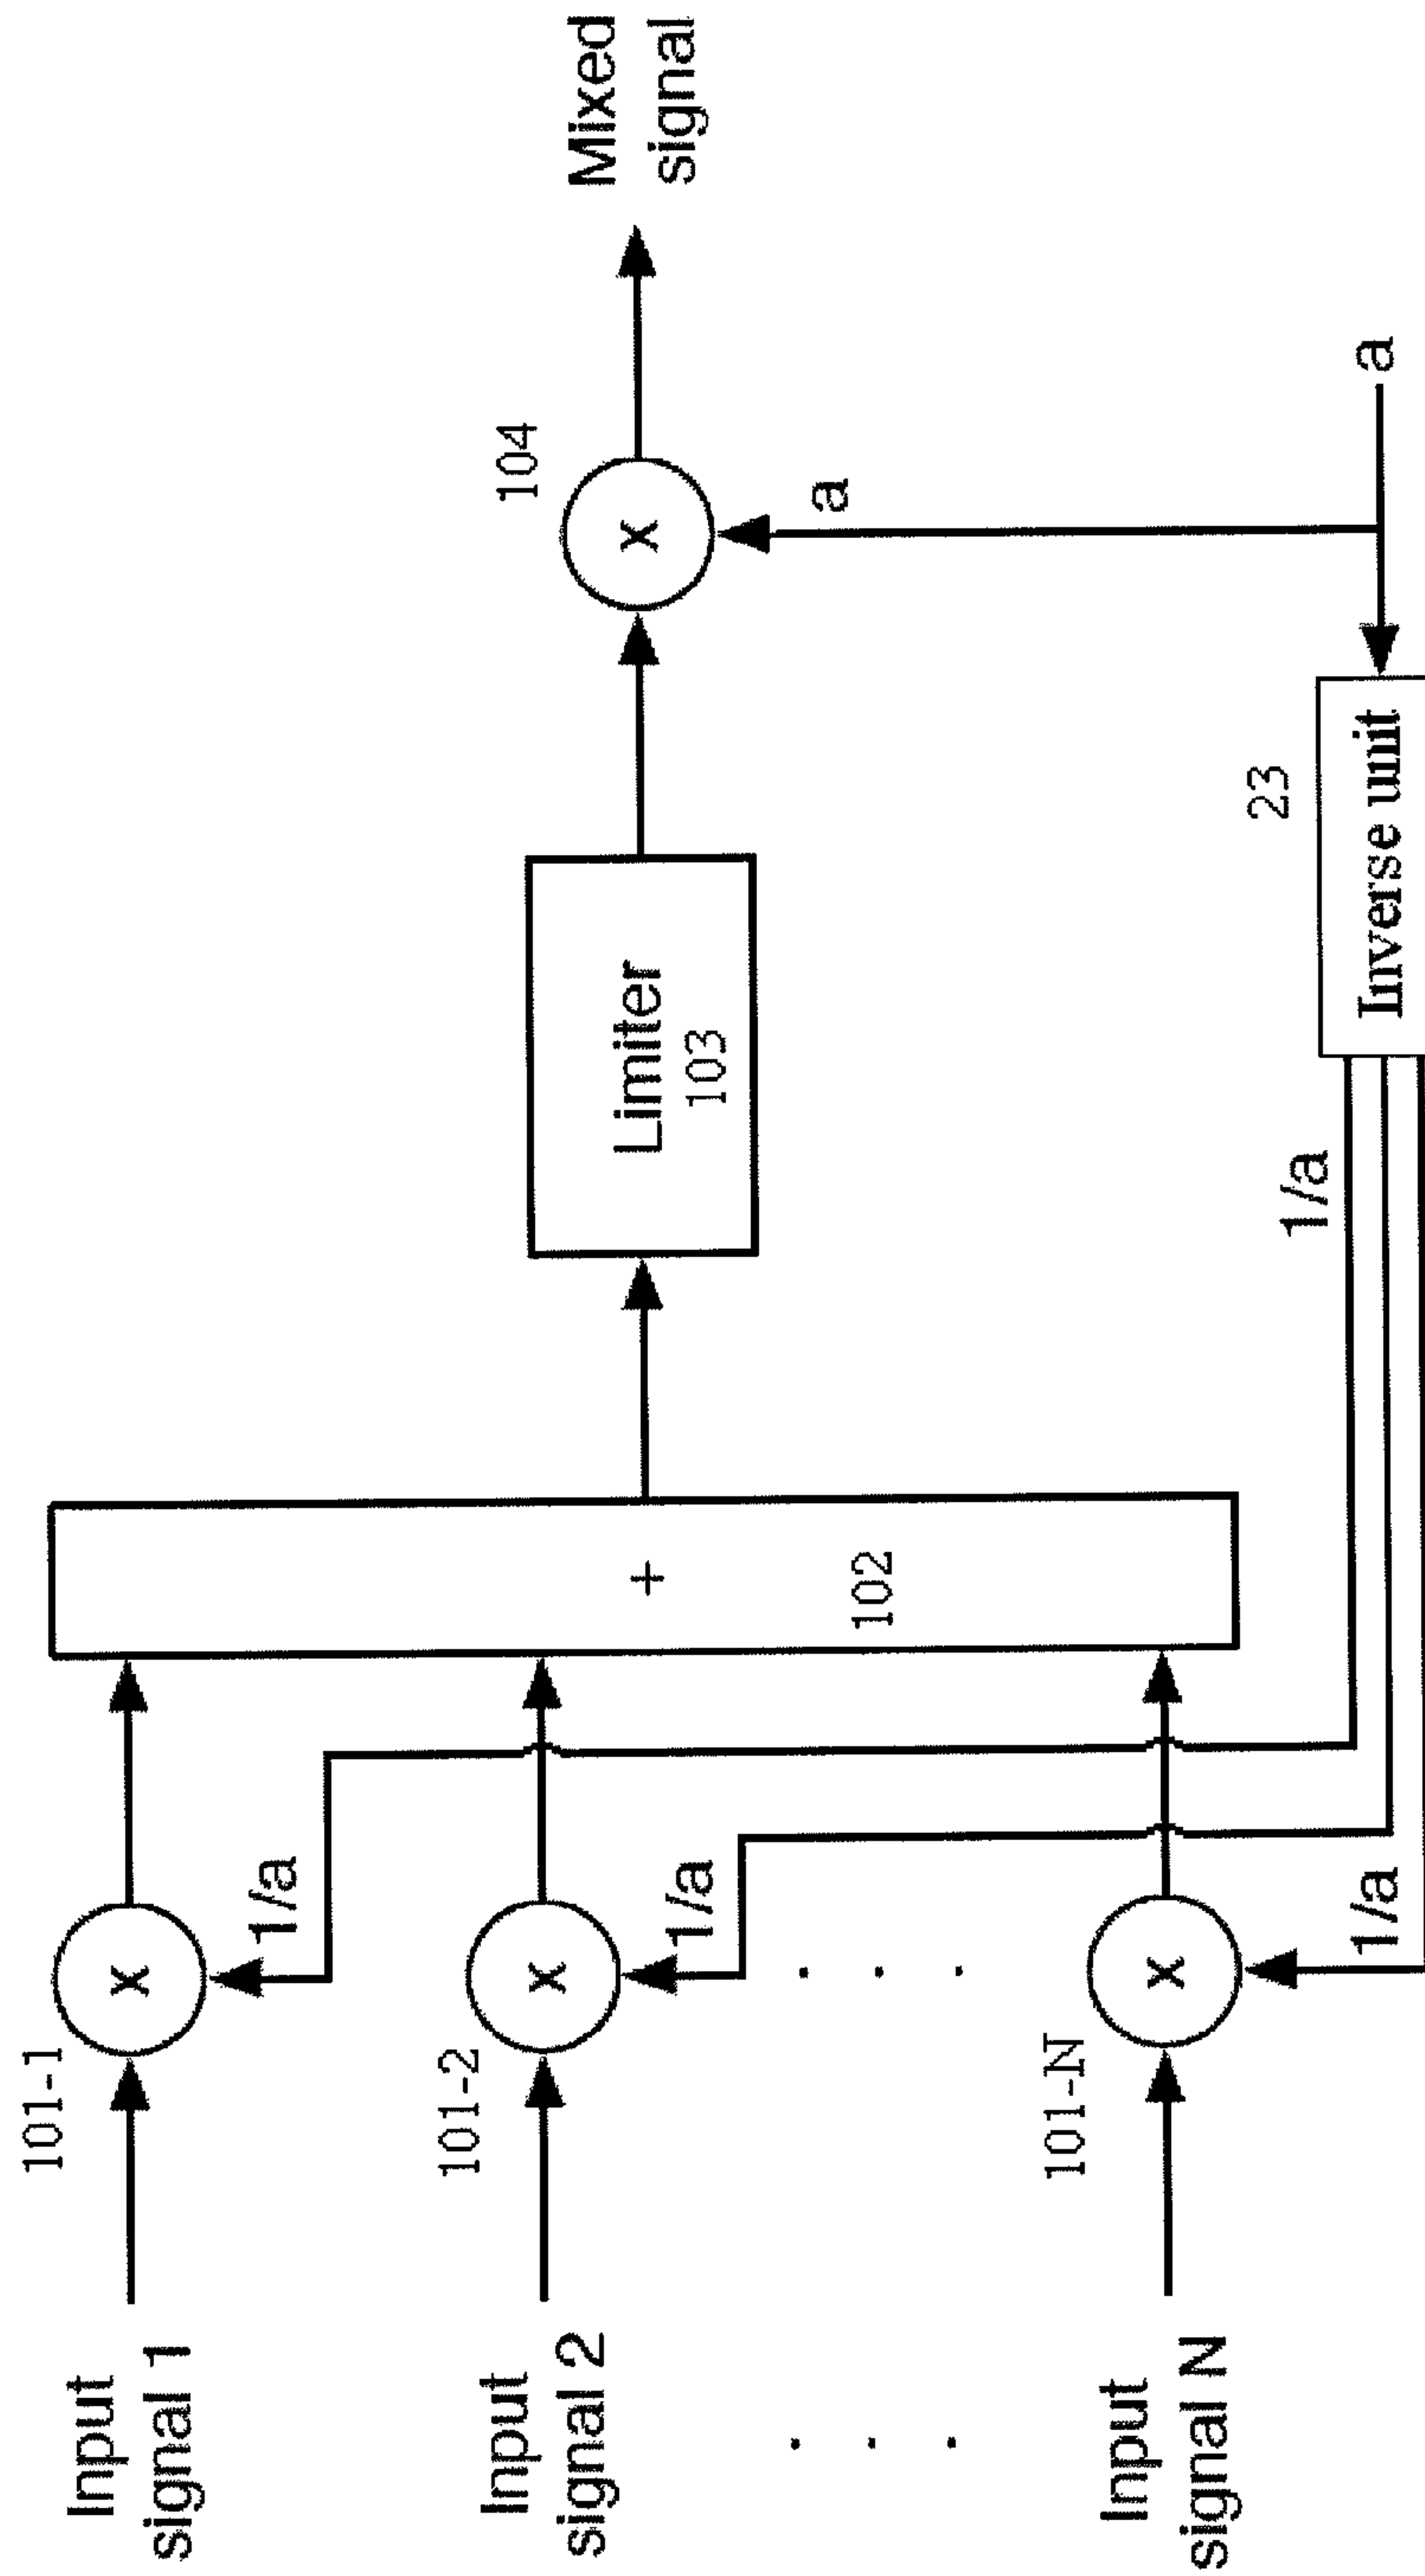 Input
signal 1
101-1
x
1/a
Input
signal 2
101-2
x
1/a
Input
signal N
101-N
x
1/a
+
102
Limiter
103
104
x
a
Mixed
signal
1/a
23
Inverse unit
a